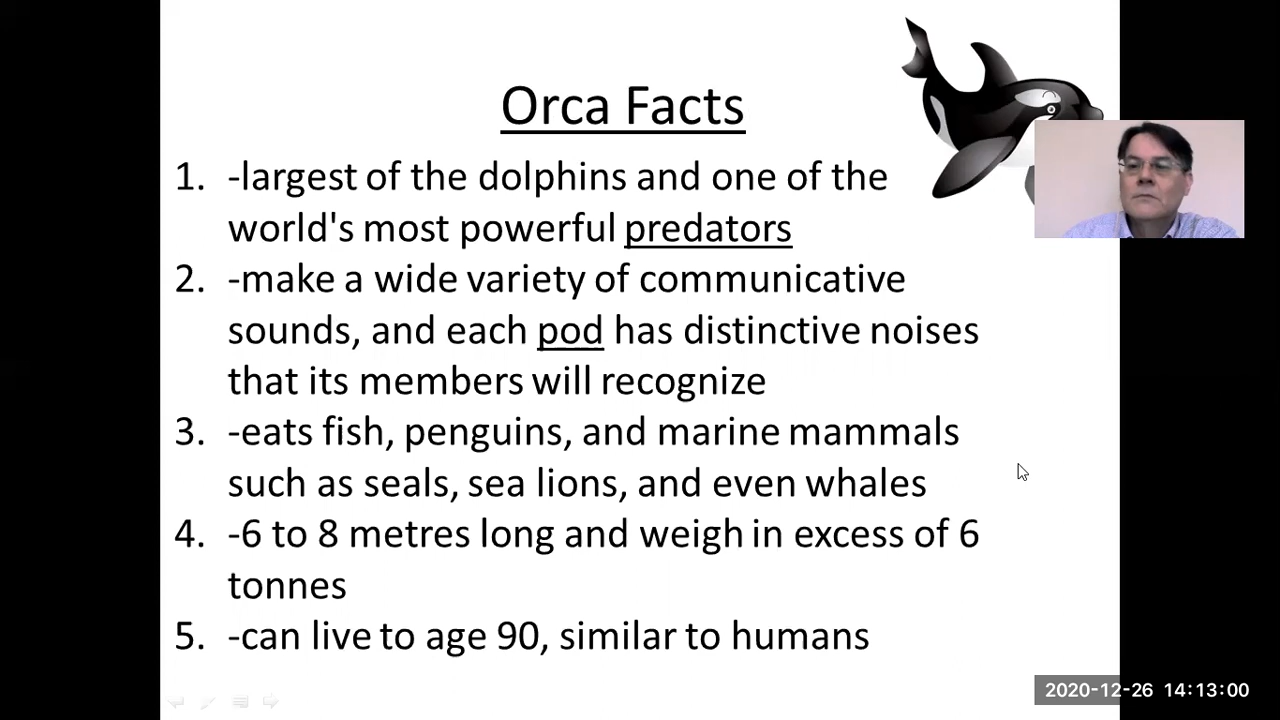 Orca Facts
1. -largest of the dolphins and one of the
world's most powerful predators
2. -make a wide variety of communicative
sounds, and each pod has distinctive noises
that its members will recognize
3. -eats fish, penguins, and marine mammals
such as seals, sea lions, and even whales
4. -6 to 8 metres long and weigh in excess of 6
tonnes
5. -can live to age 90, similar to humans
2020-12-26 14:13:00